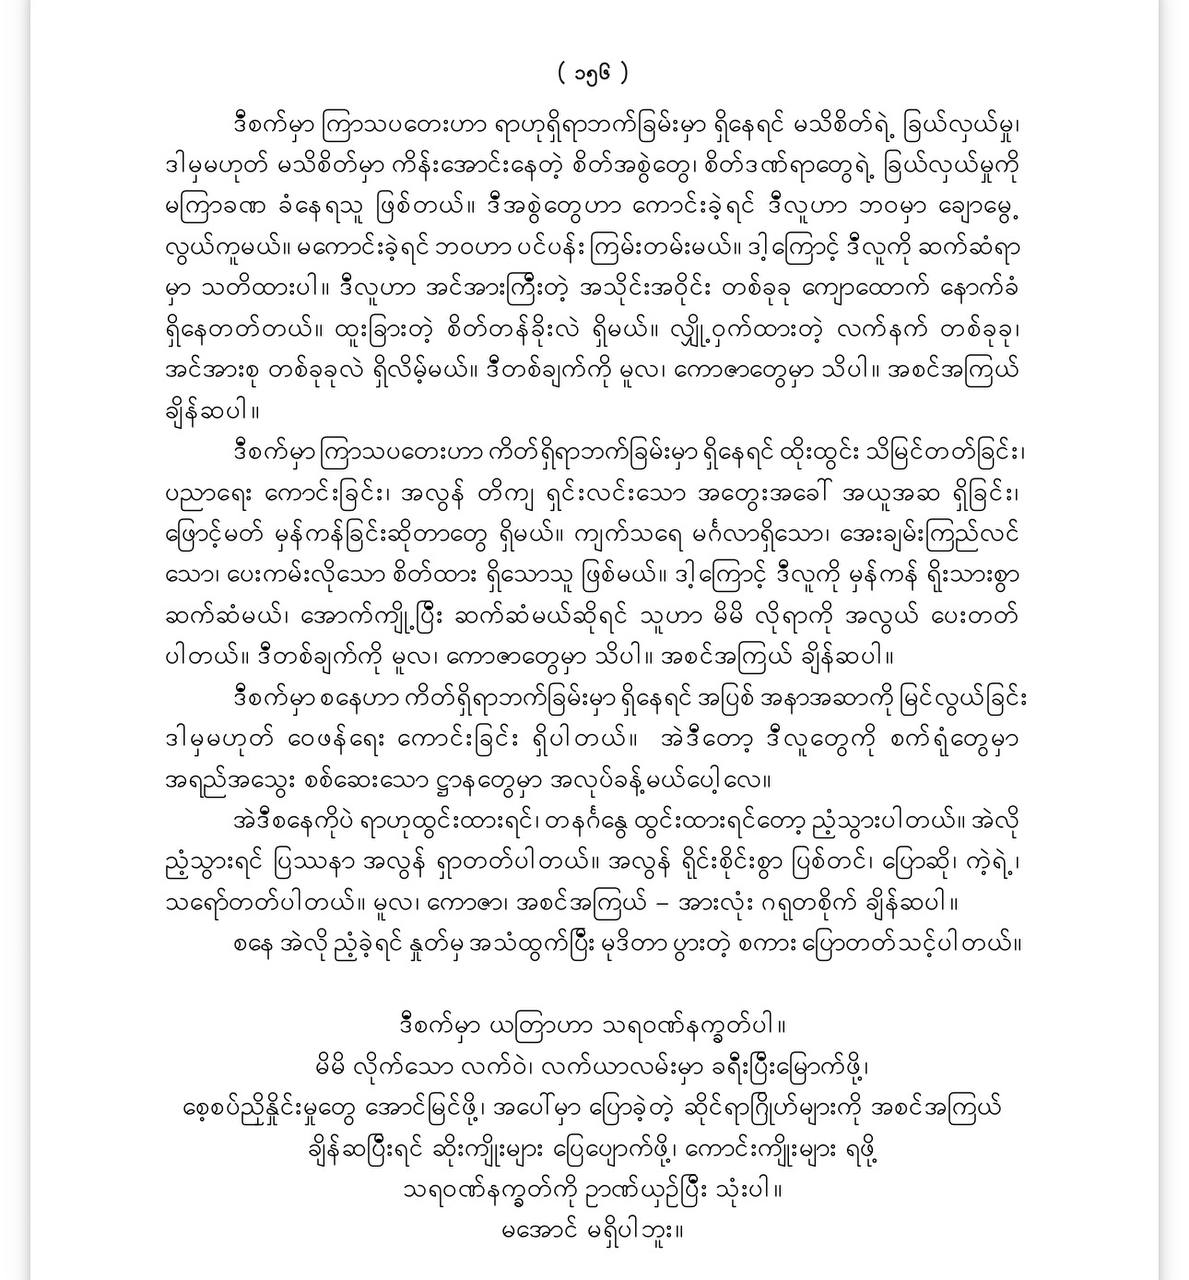 ( ၁၅၆ )
ဒီစက်မှာ ကြာသပတေးဟာ ရာဟုရှိရာဘက်ခြမ်းမှာ ရှိနေရင် မသိစိတ်ရဲ့ ခြယ်လှယ်မှု၊
ဒါမှမဟုတ် မသိစိတ်မှာ ကိန်းအောင်းနေတဲ့ စိတ်အစွဲတွေ၊ စိတ်ဒဏ်ရာတွေရဲ့ ခြယ်လှယ်မှုကို
မကြာခဏ ခံနေရသူ ဖြစ်တယ်။ ဒီအစွဲတွေဟာ ကောင်းခဲ့ရင် ဒီလူဟာ ဘဝမှာ ချောမွေ့
လွယ်ကူမယ်။ မကောင်းခဲ့ရင် ဘဝဟာ ပင်ပန်း ကြမ်းတမ်းမယ်။ ဒါ့ကြောင့် ဒီလူကို ဆက်ဆံရာ
မှာ သတိထားပါ။ ဒီလူဟာ အင်အားကြီးတဲ့ အသိုင်းအဝိုင်း တစ်ခုခု ကျောထောက် နောက်ခံ
ရှိနေတတ်တယ်။ ထူးခြားတဲ့ စိတ်တန်ခိုးလဲ ရှိမယ်။ လျှို့ဝှက်ထားတဲ့ လက်နက် တစ်ခုခု၊
အင်အားစု တစ်ခုခုလဲ ရှိလိမ့်မယ်။ ဒီတစ်ချက်ကို မူလ၊ ကောဇာတွေမှာ သိပါ။ အစင်အကြယ်
ချိန်ဆပါ။
ဒီစက်မှာ ကြာသပတေးဟာ ကိတ်ရှိရာဘက်ခြမ်းမှာ ရှိနေရင် ထိုးထွင်း သိမြင်တတ်ခြင်း၊
ပညာရေး ကောင်းခြင်း၊ အလွန် တိကျ ရှင်းလင်းသော အတွေးအခေါ် အယူအဆ ရှိခြင်း၊
ဖြောင့်မတ် မှန်ကန်ခြင်းဆိုတာတွေ ရှိမယ်။ ကျက်သရေ မင်္ဂလာရှိသော၊ အေးချမ်းကြည်လင်
သော၊ ပေးကမ်းလိုသော စိတ်ထား ရှိသောသူ ဖြစ်မယ်။ ဒါ့ကြောင့် ဒီလူကို မှန်ကန် ရိုးသားစွာ
ဆက်ဆံမယ်၊ အောက်ကျို့ပြီး ဆက်ဆံမယ်ဆိုရင် သူဟာ မိမိ လိုရာကို အလွယ် ပေးတတ်
ပါတယ်။ ဒီတစ်ချက်ကို မူလ၊ ကောဇာတွေမှာ သိပါ။ အစင်အကြယ် ချိန်ဆပါ။
ဒီစက်မှာ စနေဟာ ကိတ်ရှိရာဘက်ခြမ်းမှာ ရှိနေရင် အပြစ် အနာအဆာကို မြင်လွယ်ခြင်း
ဒါမှမဟုတ် ဝေဖန်ရေး ကောင်းခြင်း ရှိပါတယ်။ အဲဒီတော့ ဒီလူတွေကို စက်ရုံတွေမှာ
အရည်အသွေး စစ်ဆေးသော ဌာနတွေမှာ အလုပ်ခန့်မယ်ပေါ့လေ။
အဲဒီစနေကိုပဲ ရာဟုထွင်းထားရင်၊ တနင်္ဂနွေ ထွင်းထားရင်တော့ ညံ့သွားပါတယ်။ အဲလို
ညံ့သွားရင် ပြဿနာ အလွန် ရှာတတ်ပါတယ်။ အလွန် ရိုင်းစိုင်းစွာ ပြစ်တင်၊ ပြောဆို၊ ကဲ့ရဲ့၊
သရော်တတ်ပါတယ်။ မူလ၊ ကောဇာ၊ အစင်အကြယ် – အားလုံး ဂရုတစိုက် ချိန်ဆပါ။
စနေ အဲလို ညံ့ခဲ့ရင် နှုတ်မှ အသံထွက်ပြီး မုဒိတာ ပွားတဲ့ စကား ပြောတတ်သင့်ပါတယ်။
ဒီစက်မှာ ယတြာဟာ သရဝဏ်နက္ခတ်ပါ။
မိမိ လိုက်သော လက်ဝဲ၊ လက်ယာလမ်းမှာ ခရီးပြီးမြောက်ဖို့၊
စေ့စပ်ညှိနှိုင်းမှုတွေ အောင်မြင်ဖို့၊ အပေါ်မှာ ပြောခဲ့တဲ့ ဆိုင်ရာဂြိုဟ်များကို အစင်အကြယ်
ချိန်ဆပြီးရင် ဆိုးကျိုးများ ပြေပျောက်ဖို့၊ ကောင်းကျိုးများ ရဖို့
သရဝဏ်နက္ခတ်ကို ဉာဏ်ယှဉ်ပြီး သုံးပါ။
မအောင် မရှိပါဘူး။